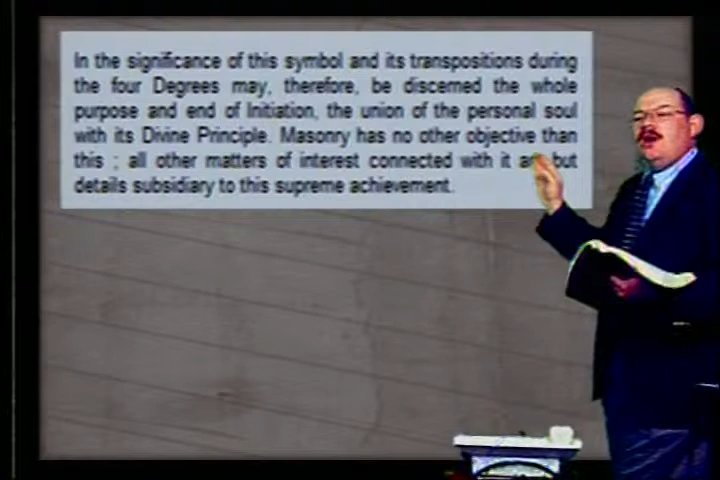 In the significance of this symbol and its transpositions during
the four Degrees may, therefore, be discerned the whole
purpose and end of Initiation, the union of the personal soul
with its Divine Principle. Masonry has no other objective than
this ; all other matters of interest connected with it are but
details subsidiary to this supreme achievement.